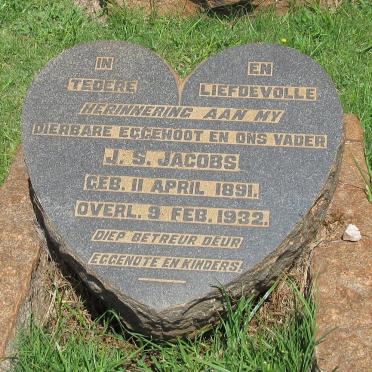 IN EN
TEDERE LIEFDEVOLLE
HERINNERING AAN MY
DIERBARE EGGENOOT EN ONS VADER
J. S. JACOBS
GEB. 11 APRIL 1891.
OVERL. 9 FEB. 1932.
DIEP BETREUR DEUR
EGGENOTE EN KINDERS.